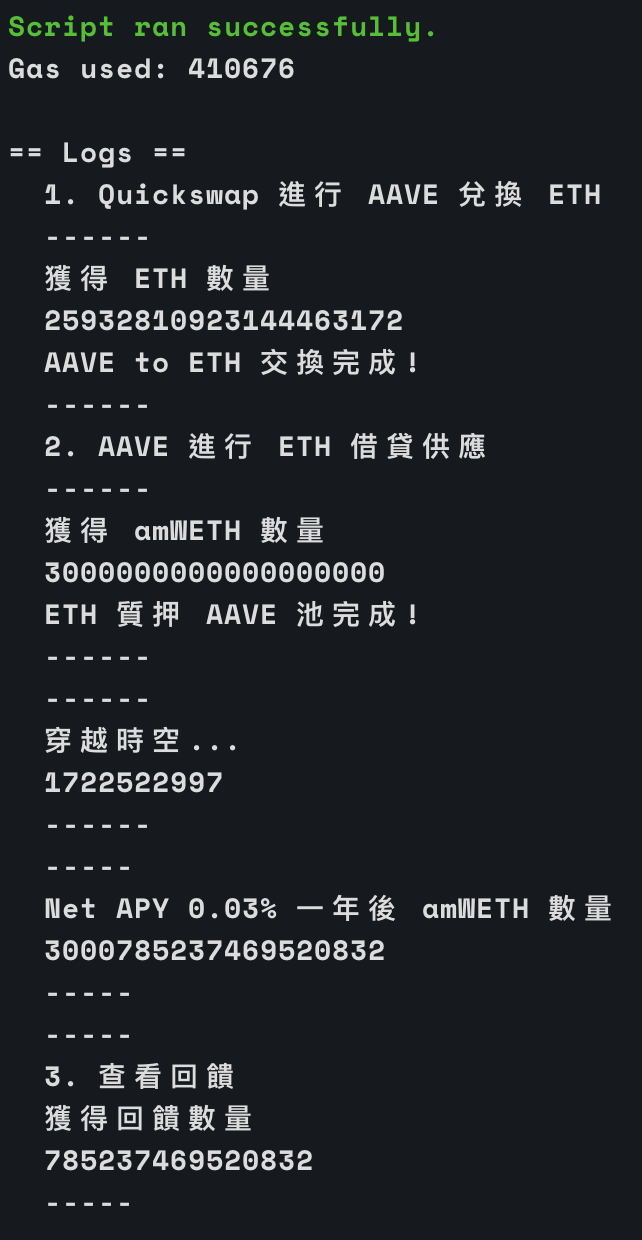 Script ran successfully.
Gas used: 410676
== Logs ==
1. Quickswap 進行 AAVE 兌換 ETH
------
獲得 ETH 數量
25932810923144463172
AAVE to ETH 交換完成!
------
2. AAVE 進行 ETH 借貸供應
------
獲得 amWETH 數量
3000000000000000000
ETH 質押 AAVE 池完成!
------
------
穿越時空...
1722522997
------
-----
Net APY 0.03% 一年後 amWETH 數量
3000785237469520832
-----
-----
3. 查看回饋
獲得回饋數量
785237469520832
-----